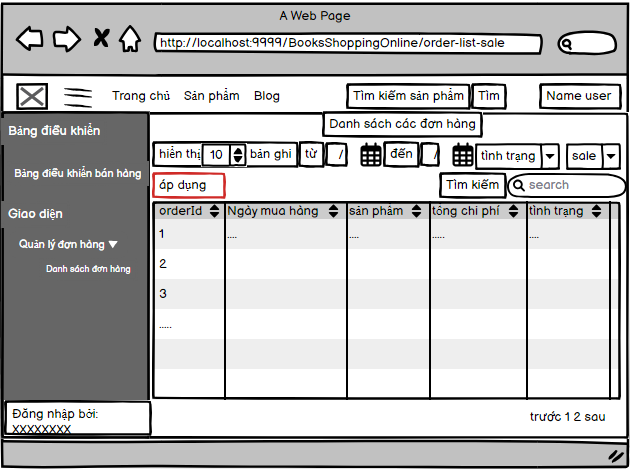 A Web Page
http://localhost:9999/BooksShoppingOnline/order-list-sale
Trang chủ Sản phẩm Blog Tìm kiếm sản phẩm Tìm Name user
Bảng điều khiển
Danh sách các đơn hàng
hiển thị 10 bản ghi từ / đến / tình trạng sale
Bảng điều khiển bán hàng
áp dụng Tìm kiếm search
Giao diện
orderId Ngày mua hàng sản phẩm tổng chi phí tình trạng
1 .... .... ..... ....
Quản lý đơn hàng
2
Danh sách đơn hàng
3
.....
Đăng nhập bởi:
XXXXXXXX
trước 1 2 sau